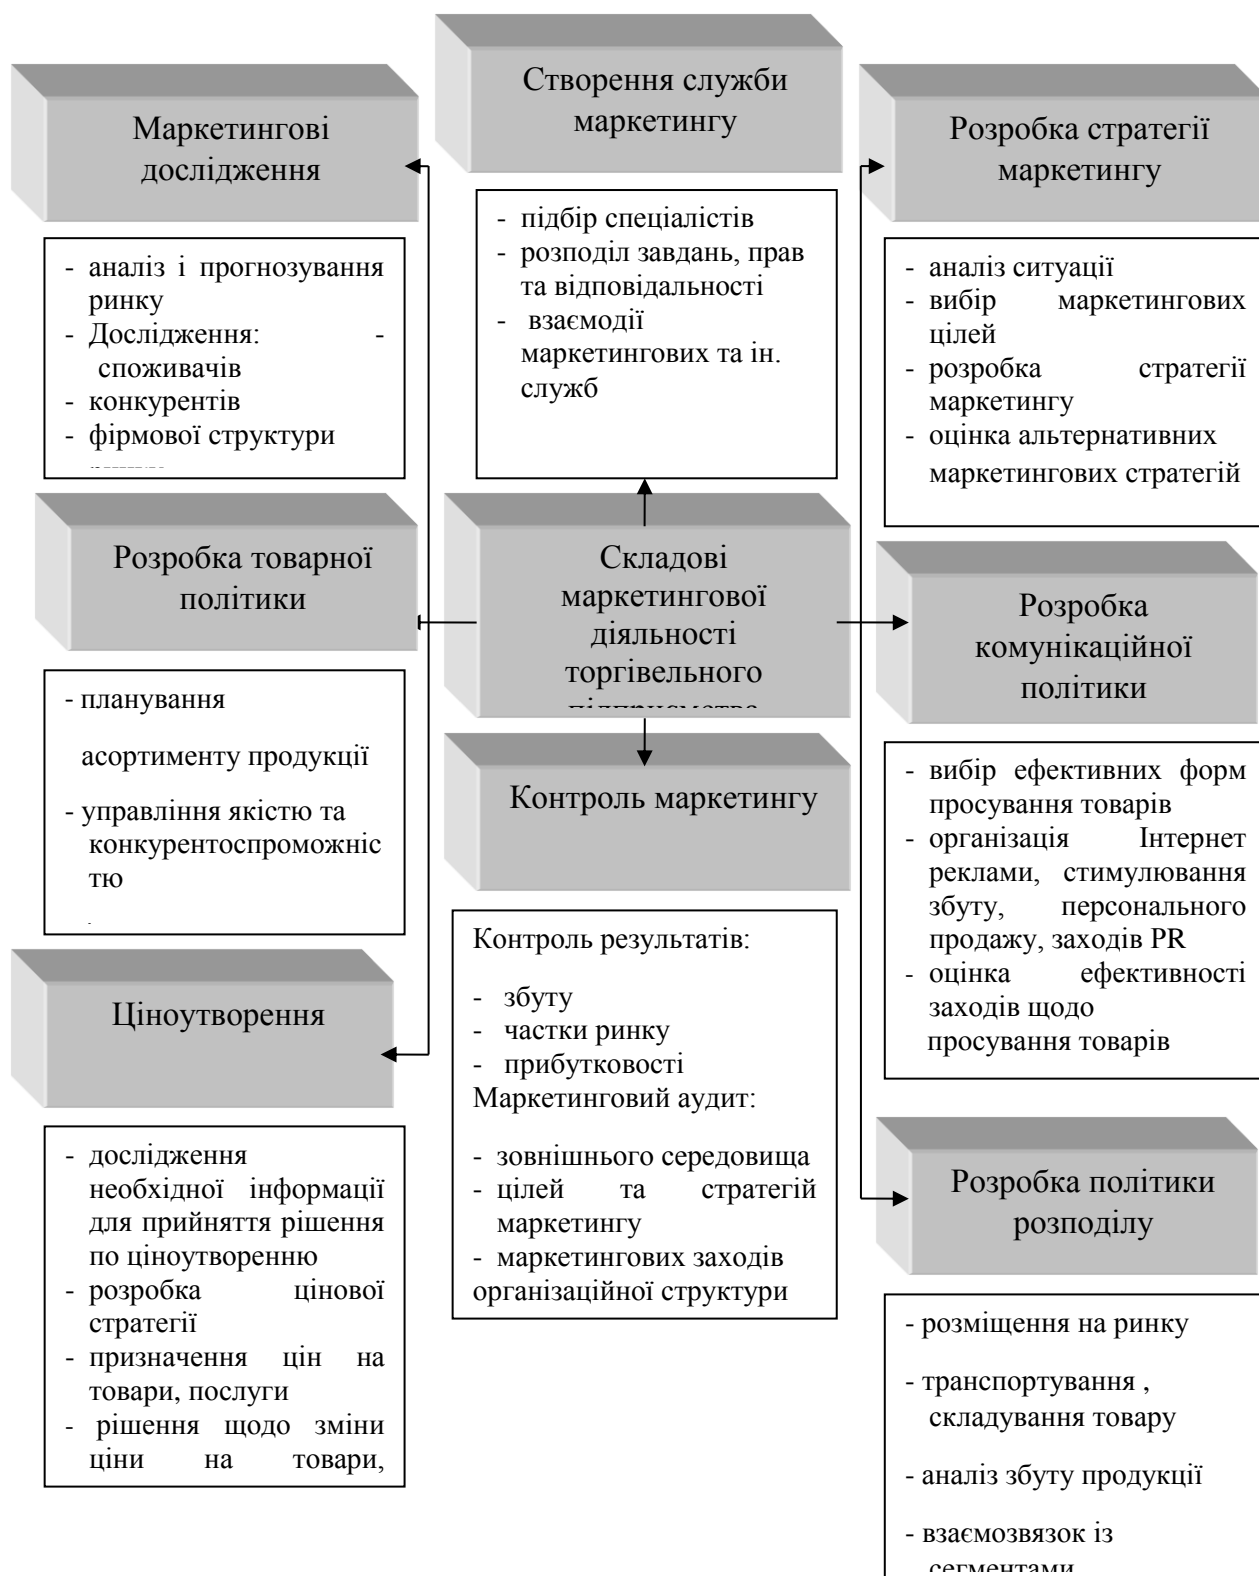 Маркетингові
дослідження
- аналіз і прогнозування
ринку
- Дослідження: -
споживачів
- конкурентів
- фірмової структури
Створення служби
маркетингу
- підбір спеціалістів
- розподіл завдань, прав
та відповідальності
- взаємодії
маркетингових та ін.
служб
Розробка стратегії
маркетингу
- аналіз ситуації
- вибір маркетингових
цілей
- розробка стратегії
маркетингу
- оцінка альтернативних
маркетингових стратегій
Розробка товарної
політики
- планування
асортименту продукції
- управління якістю та
конкурентоспроможніс
тю
Складові
маркетингової
діяльності
торгівельного
підприємства
Розробка
комунікаційної
політики
- вибір ефективних форм
просування товарів
- організація Інтернет
реклами, стимулювання
збуту, персонального
продажу, заходів PR
- оцінка ефективності
заходів щодо
просування товарів
Контроль маркетингу
Контроль результатів:
- збуту
- частки ринку
- прибутковості
Маркетинговий аудит:
- зовнішнього середовища
- цілей та стратегій
маркетингу
- маркетингових заходів
організаційної структури
Ціноутворення
- дослідження
необхідної інформації
для прийняття рішення
по ціноутворенню
- розробка цінової
стратегії
- призначення цін на
товари, послуги
- рішення щодо зміни
ціни на товари,
Розробка політики
розподілу
- розміщення на ринку
- транспортування ,
складування товару
- аналіз збуту продукції
- взаємозвязок із
сегментами